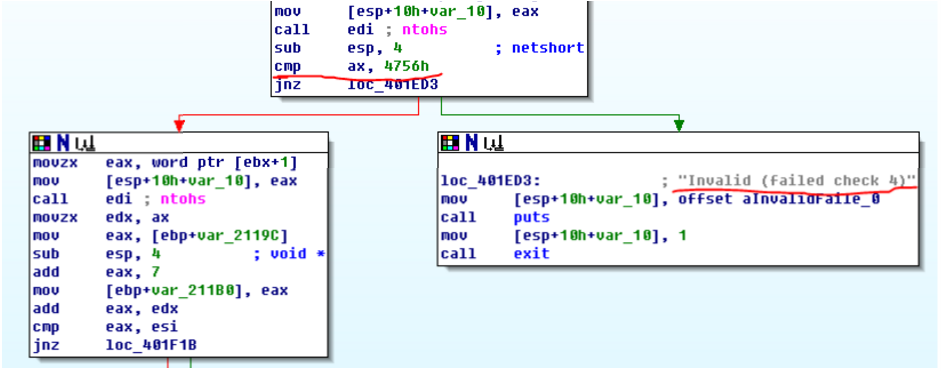 mov [esp+10h+var_10], eax
call edi ; ntohs
sub esp, 4 ; netshort
cmp ax, 4756h
jnz loc_401ED3
N
movzx eax, word ptr [ebx+1]
mov [esp+10h+var_10], eax
call edi ; ntohs
movzx edx, ax
mov eax, [ebp+var_2119C]
sub esp, 4 ; void *
add eax, 7
mov [ebp+var_211B0], eax
add eax, edx
cmp eax, esi
jnz loc_401F1B
N
loc_401ED3: ; "Invalid (failed check 4)"
mov [esp+10h+var_10], offset aInvalidFaile_0
call puts
mov [esp+10h+var_10], 1
call exit